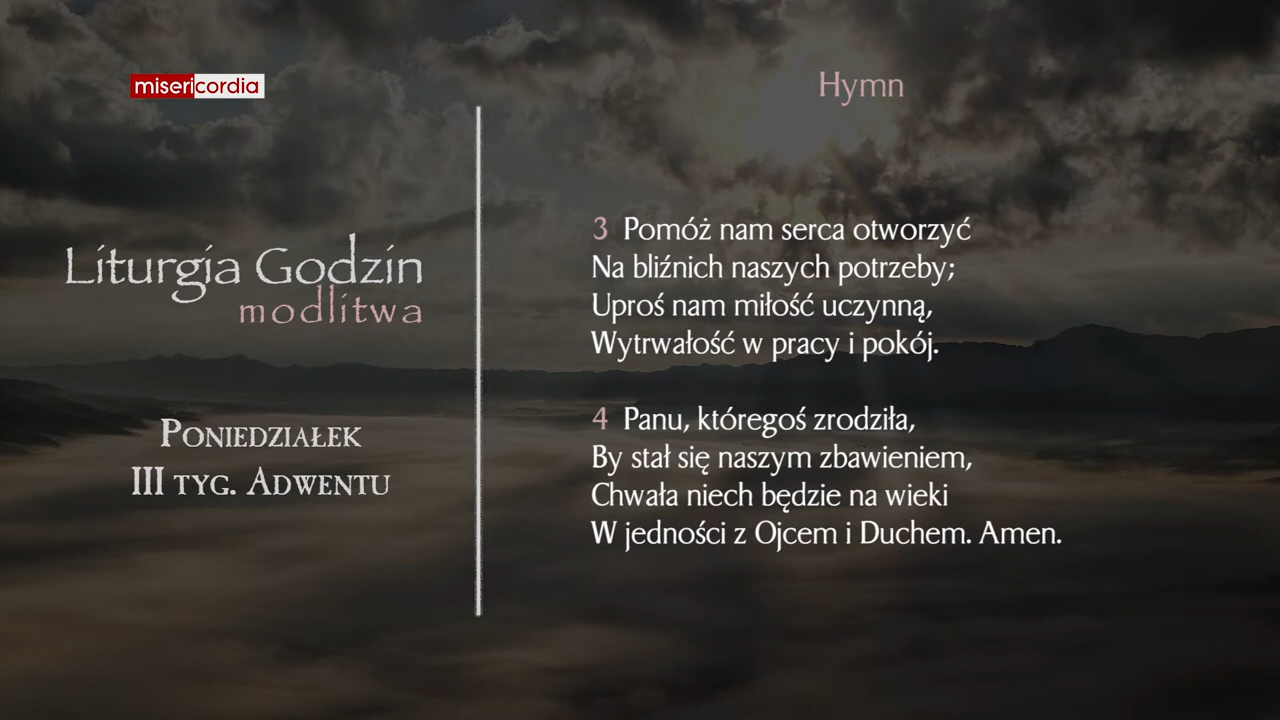 misericordia
Liturgia Godzin
modlitwa
Poniedziałek
III tyg. Adwentu
Hymn
3 Pomóż nam serca otworzyć
Na bliźnich naszych potrzeby;
Uproś nam miłość uczynną,
Wytrwałość w pracy i pokój.
4 Panu, któregoś zrodziła,
By stał się naszym zbawieniem,
Chwała niech będzie na wieki
W jedności z Ojcem i Duchem. Amen.